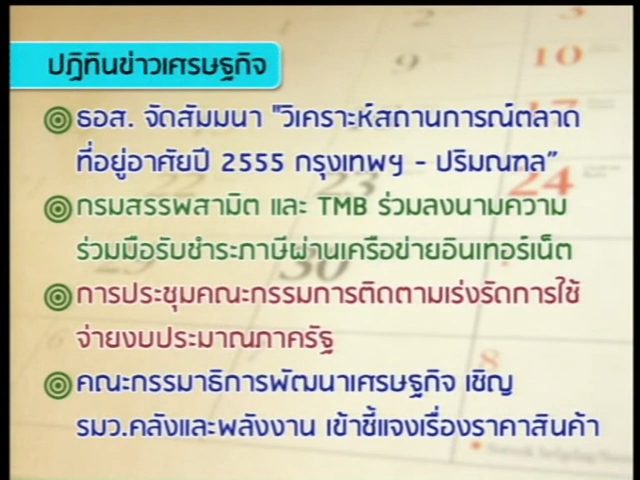 ปฏิทินข่าวเศรษฐกิจ
ธอส. จัดสัมมนา "วิเคราะห์สถานการณ์ตลาด
ที่อยู่อาศัยปี 2555 กรุงเทพฯ - ปริมณฑล"
กรมสรรพสามิต และ TMB ร่วมลงนามความ
ร่วมมือรับชำระภาษีผ่านเครือข่ายอินเทอร์เน็ต
การประชุมคณะกรรมการติดตามเร่งรัดการใช้
จ่ายงบประมาณภาครัฐ
คณะกรรมาธิการพัฒนาเศรษฐกิจ เชิญ
รมว.คลังและพลังงาน เข้าชี้แจงเรื่องราคาสินค้า
2
3
9
10
17
22
23
24
29
30
8